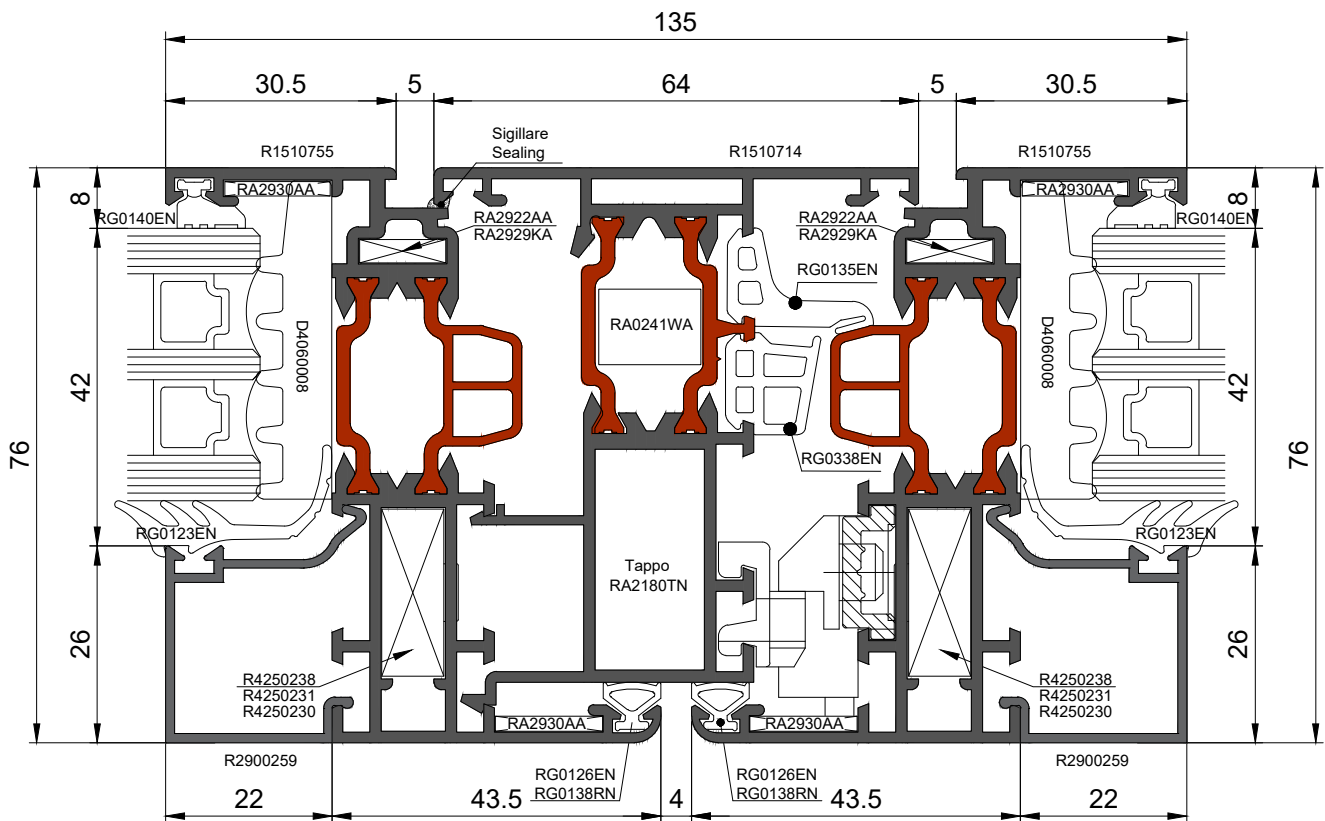 135
30.5
5
64
5
30.5
Sigillare
Sealing
R1510755
R1510714
R1510755
8
RA2930AA
RA2930AA
8
RG0140EN
RA2922AA
RA2929KA
RA2922AA
RA2929KA
RG0140EN
RG0135EN
RA0241WA
D4060008
D4060008
42
42
76
76
RG0338EN
RG0123EN
RG0123EN
Tappo
RA2180TN
26
26
R4250238
R4250231
R4250230
R4250238
R4250231
R4250230
RA2930AA
RA2930AA
R2900259
R2900259
RG0126EN
RG0138RN
RG0126EN
RG0138RN
22
43.5
4
43.5
22